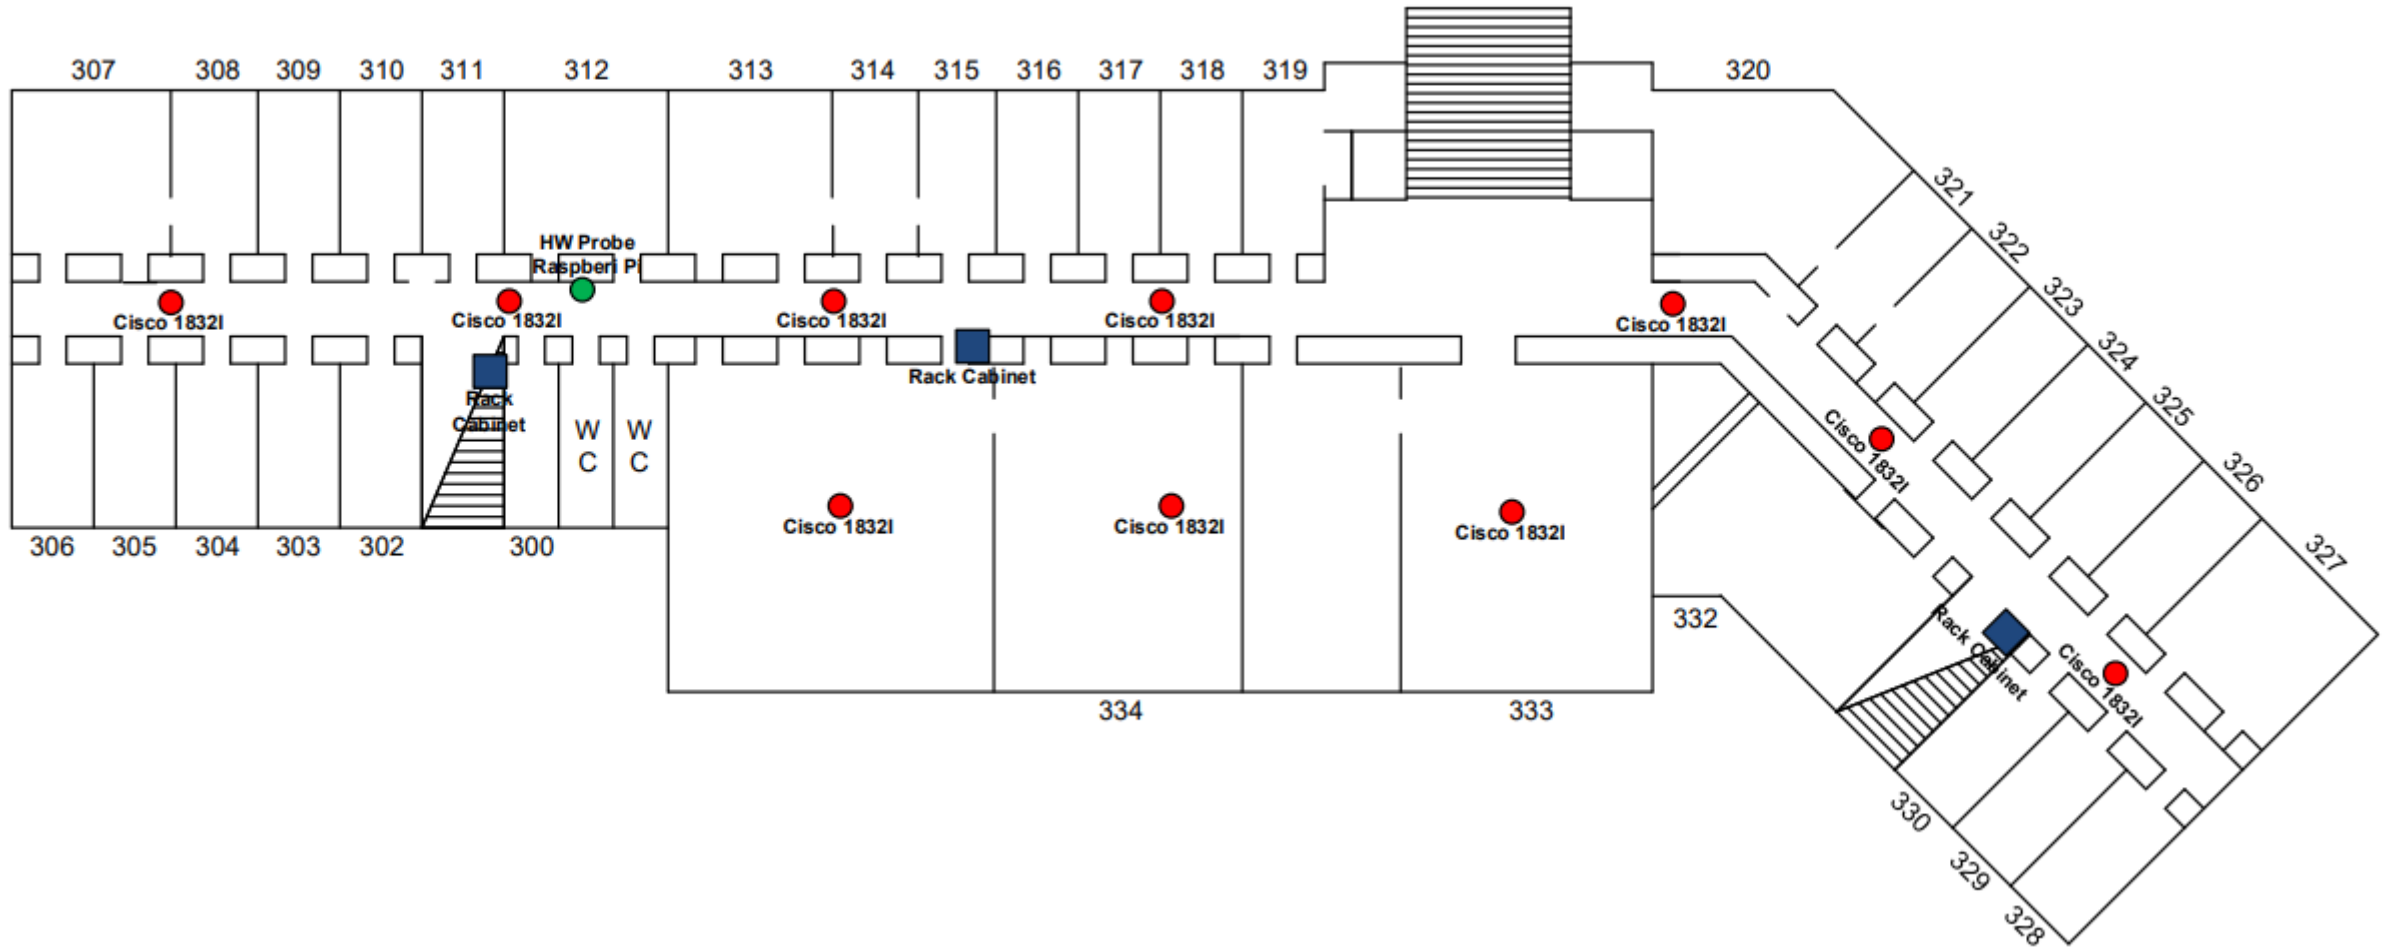 307 308 309 310 311 312 313 314 315 316 317 318 319 320
321
322
323
324
325
326
327
HW Probe
Raspberi Pi
Cisco 1832I
Cisco 1832I
Cisco 1832I
Cisco 1832I
Cisco 1832I
Rack Cabinet
Rack
Cabinet
W
C
W
C
Cisco 1832I
Cisco 1832I
Cisco 1832I
Cisco 1832I
306 305 304 303 302 300
332
Rack Cabinet
Cisco 1832I
334 333
330
329
328